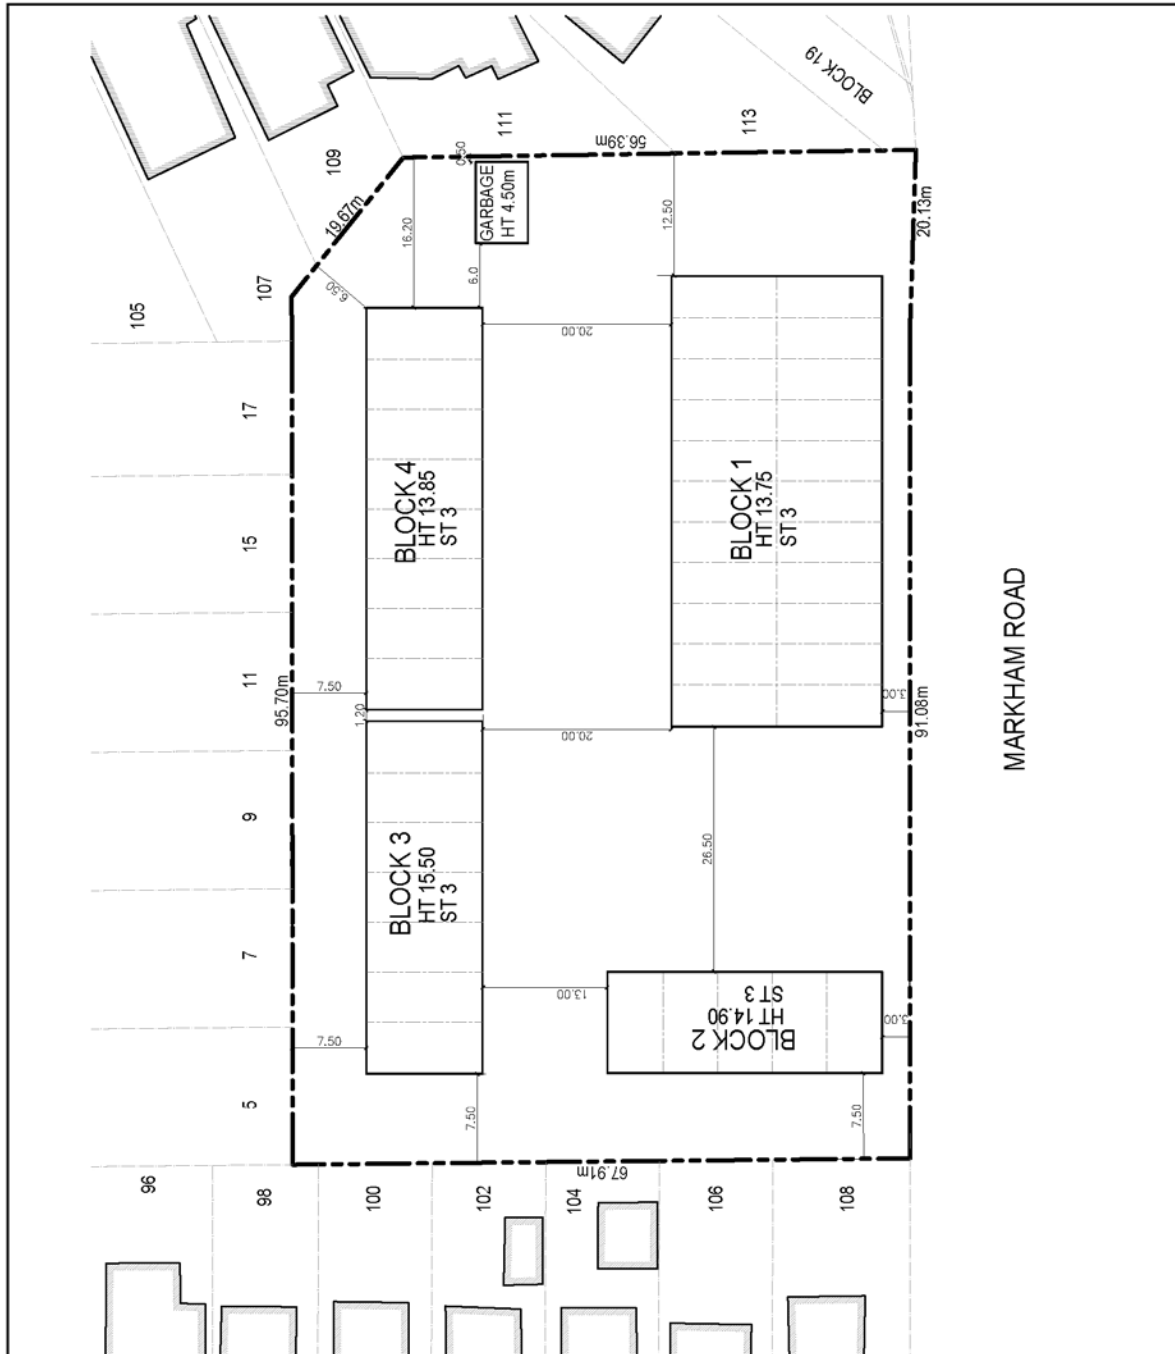 BLOCK 19
111
113
56.39m
109
0.50
GARBAGE
HT 4.50m
19.67m
16.20
12.50
20.13m
107
6.50
6.0
105
20.00
17
BLOCK 4
HT 13.85
ST 3
BLOCK 1
HT 13.75
ST 3
15
MARKHAM ROAD
11
95.70m
7.50
1.20
3.00
91.08m
20.00
9
BLOCK 3
HT 15.50
ST 3
26.50
7
13.00
BLOCK 2
HT 14.90
ST 3
7.50
3.00
5
7.50
7.50
67.91m
96
98
100
102
104
106
108